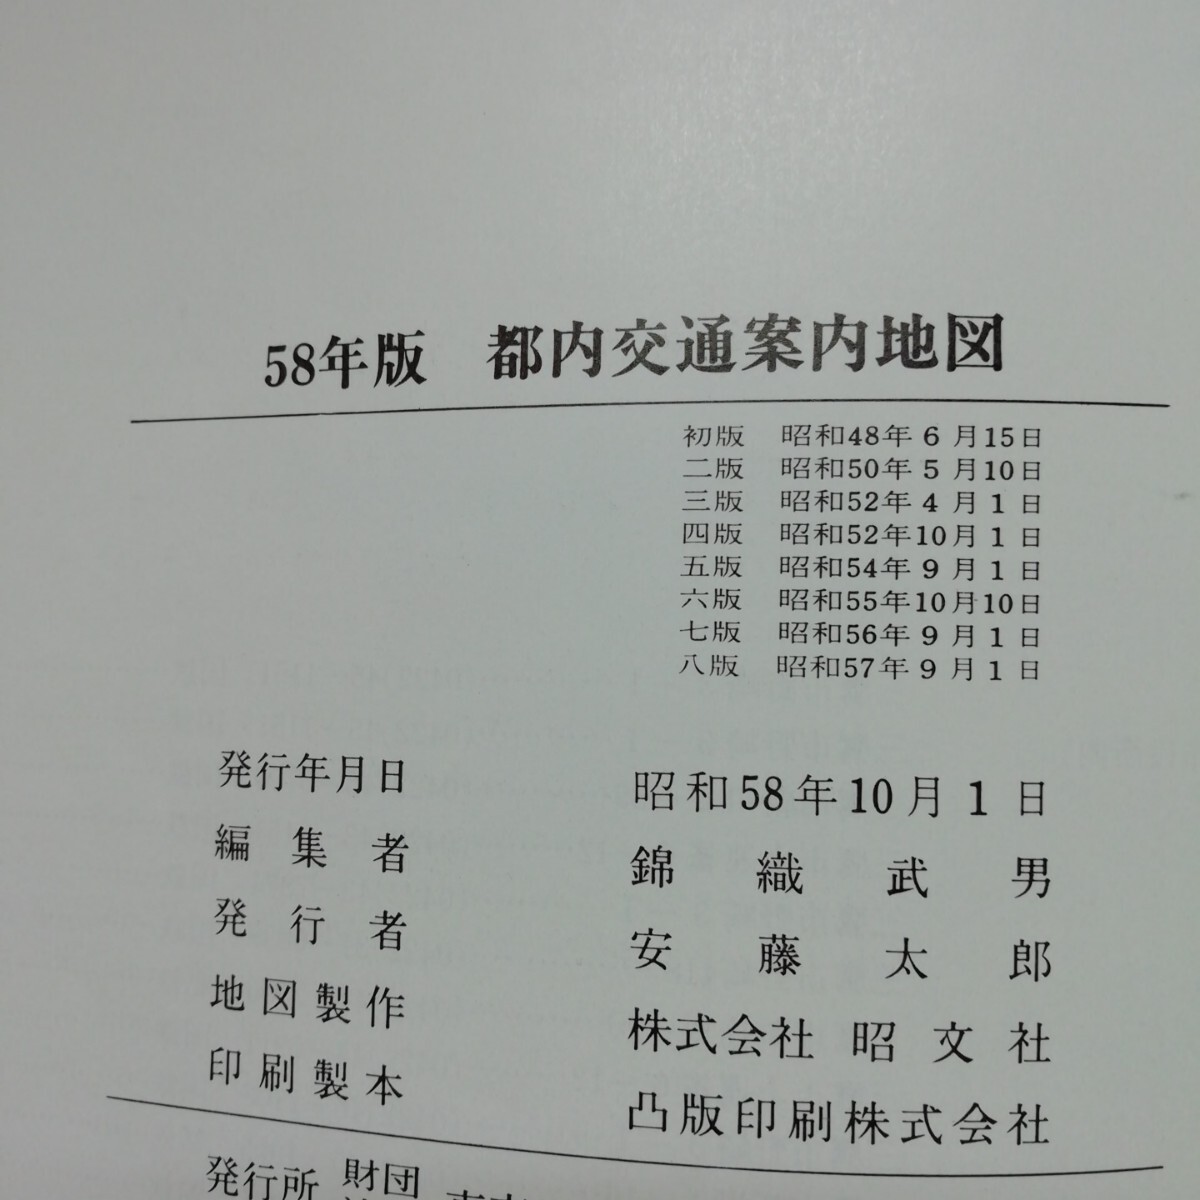 58年版 都内交通案内地図
初版 昭和48年6月15日
二版 昭和50年5月10日
三版 昭和52年4月1日
四版 昭和52年10月1日
五版 昭和54年9月1日
六版 昭和55年10月10日
七版 昭和56年9月1日
八版 昭和57年9月1日
発行年月日 昭和58年10月1日
編集者 錦織武男
発行者 安藤太郎
地図製作 株式会社 昭文社
印刷製本 凸版印刷株式会社
発行所 財団